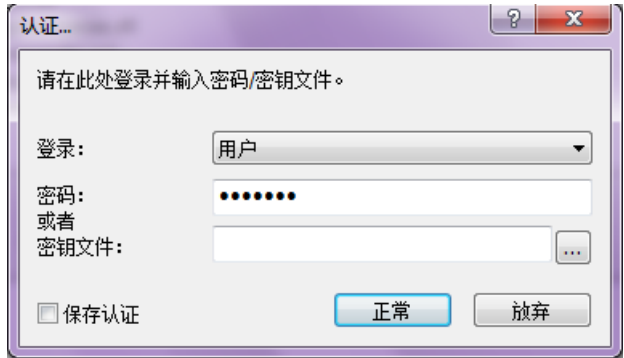 认证...
请在此处登录并输入密码/密钥文件。
登录： 用户
密码： •••••••
或者
密钥文件： ...
保存认证 正常 放弃